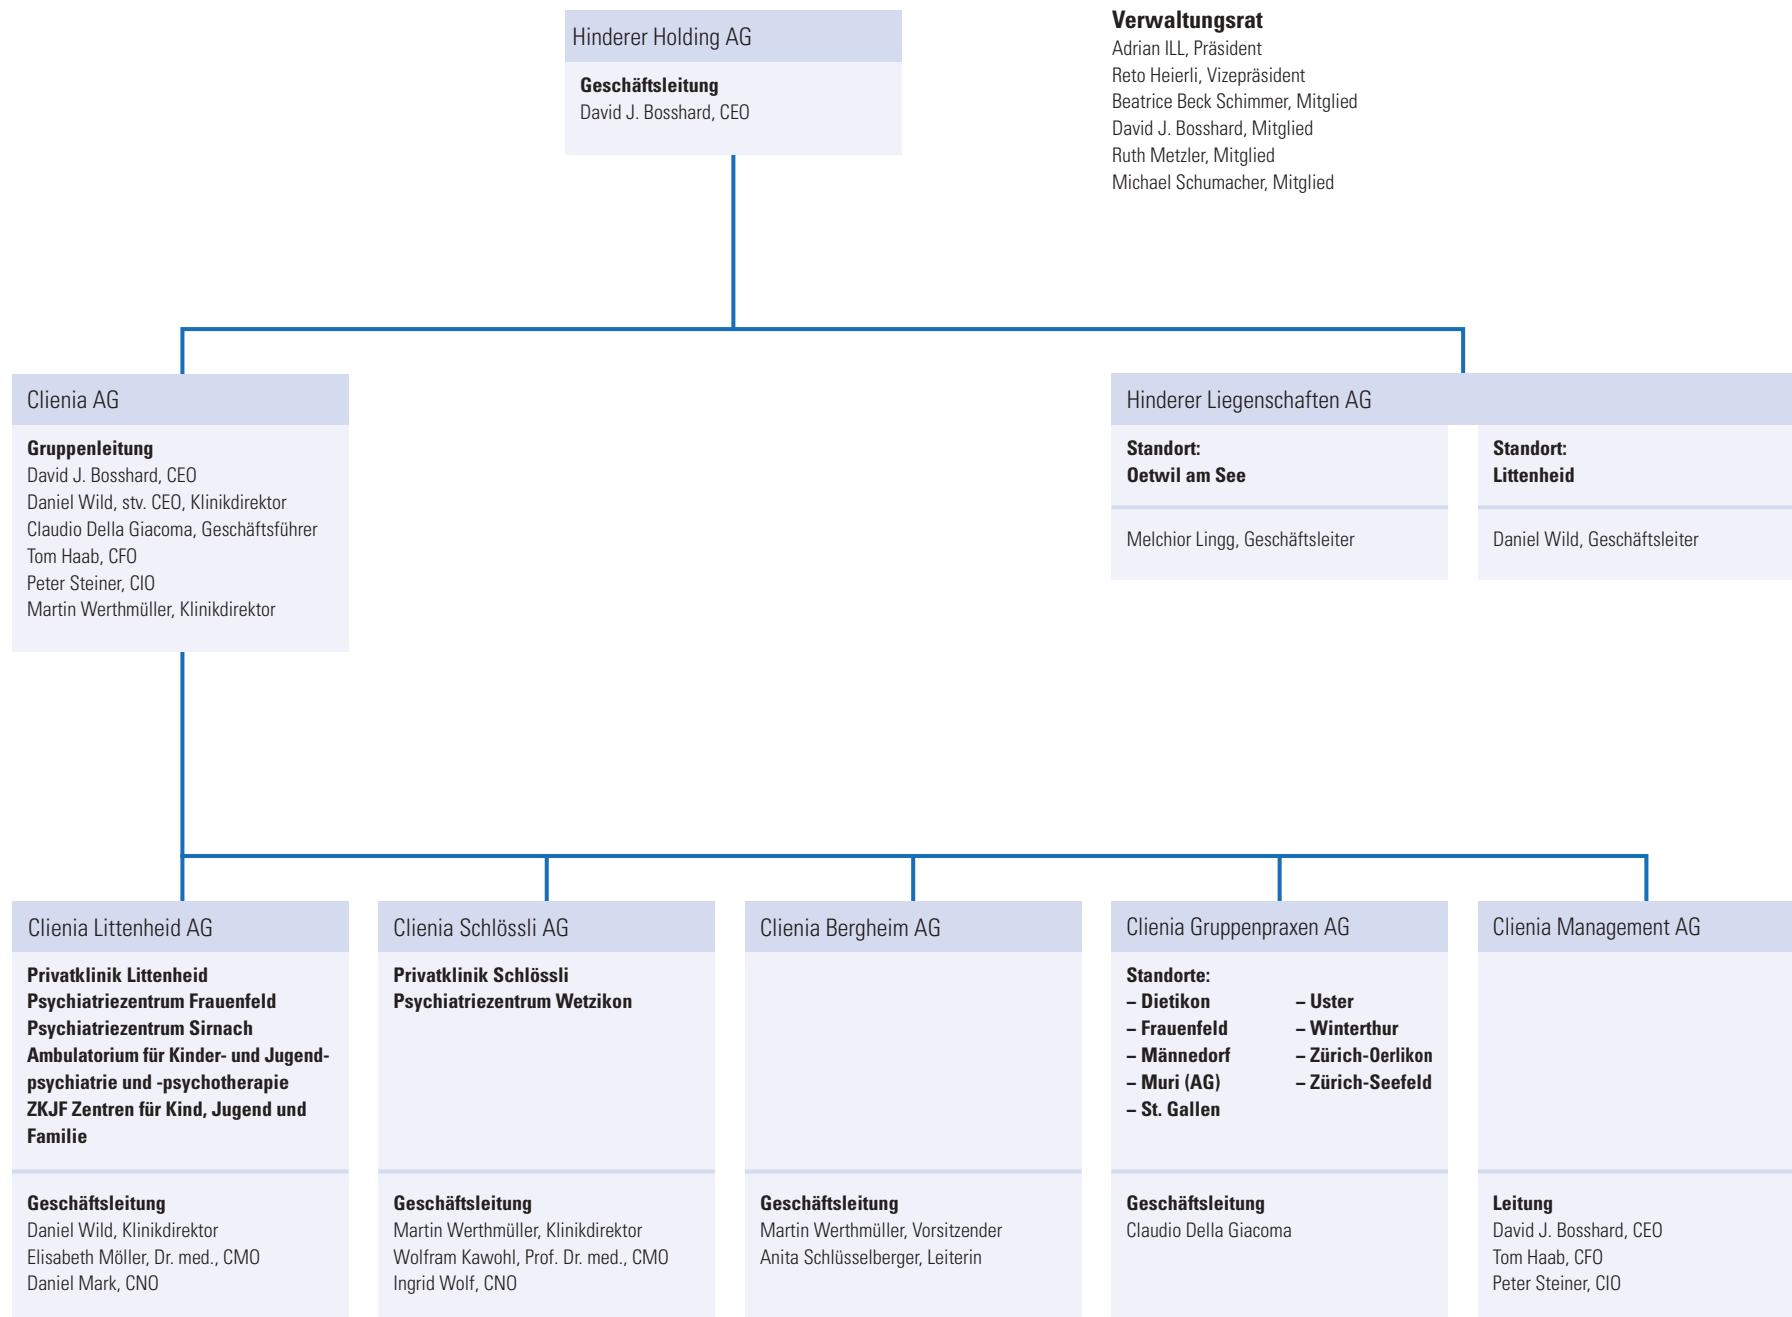 Hinderer Holding AG
Geschäftsleitung
David J. Bosshard, CEO
Verwaltungsrat
Adrian ILL, Präsident
Reto Heierli, Vizepräsident
Beatrice Beck Schimmer, Mitglied
David J. Bosshard, Mitglied
Ruth Metzler, Mitglied
Michael Schumacher, Mitglied
Clienia AG
Gruppenleitung
David J. Bosshard, CEO
Daniel Wild, stv. CEO, Klinikdirektor
Claudio Della Giacoma, Geschäftsführer
Tom Haab, CFO
Peter Steiner, CIO
Martin Werthmüller, Klinikdirektor
Hinderer Liegenschaften AG
Standort:
Oetwil am See
Melchior Lingg, Geschäftsleiter
Standort:
Littenheid
Daniel Wild, Geschäftsleiter
Clienia Littenheid AG
Privatklinik Littenheid
Psychiatriezentrum Frauenfeld
Psychiatriezentrum Sirnach
Ambulatorium für Kinder- und Jugend-
psychiatrie und -psychotherapie
ZKJF Zentren für Kind, Jugend und
Familie
Geschäftsleitung
Daniel Wild, Klinikdirektor
Elisabeth Möller, Dr. med., CMO
Daniel Mark, CNO
Clienia Schlössli AG
Privatklinik Schlössli
Psychiatriezentrum Wetzikon
Geschäftsleitung
Martin Werthmüller, Klinikdirektor
Wolfram Kawohl, Prof. Dr. med., CMO
Ingrid Wolf, CNO
Clienia Bergheim AG
Geschäftsleitung
Martin Werthmüller, Vorsitzender
Anita Schlüsselberger, Leiterin
Clienia Gruppenpraxen AG
Standorte:
– Dietikon
– Frauenfeld
– Männedorf
– Muri (AG)
– St. Gallen
– Uster
– Winterthur
– Zürich-Oerlikon
– Zürich-Seefeld
Geschäftsleitung
Claudio Della Giacoma
Clienia Management AG
Leitung
David J. Bosshard, CEO
Tom Haab, CFO
Peter Steiner, CIO